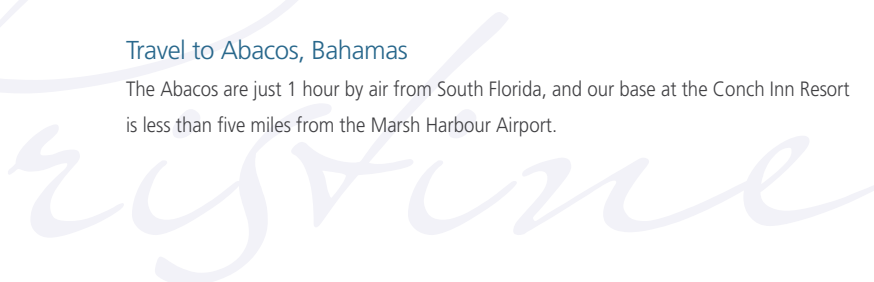 Travel to Abacos, Bahamas
The Abacos are just 1 hour by air from South Florida, and our base at the Conch Inn Resort
is less than five miles from the Marsh Harbour Airport.
ristine